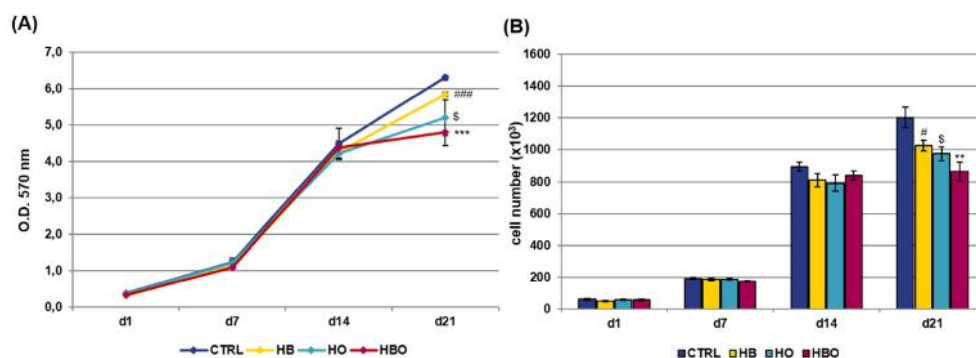 (A)
7,0
6,0
5,0
4,0
3,0
2,0
1,0
0,0
O.D. 570 nm
###
$
***
d1 d7 d14 d21
CTRL HB HO HBO
(B)
1600
1400
1200
1000
800
600
400
200
0
cell number (x10³)
#
$
**
d1 d7 d14 d21
CTRL HB HO HBO